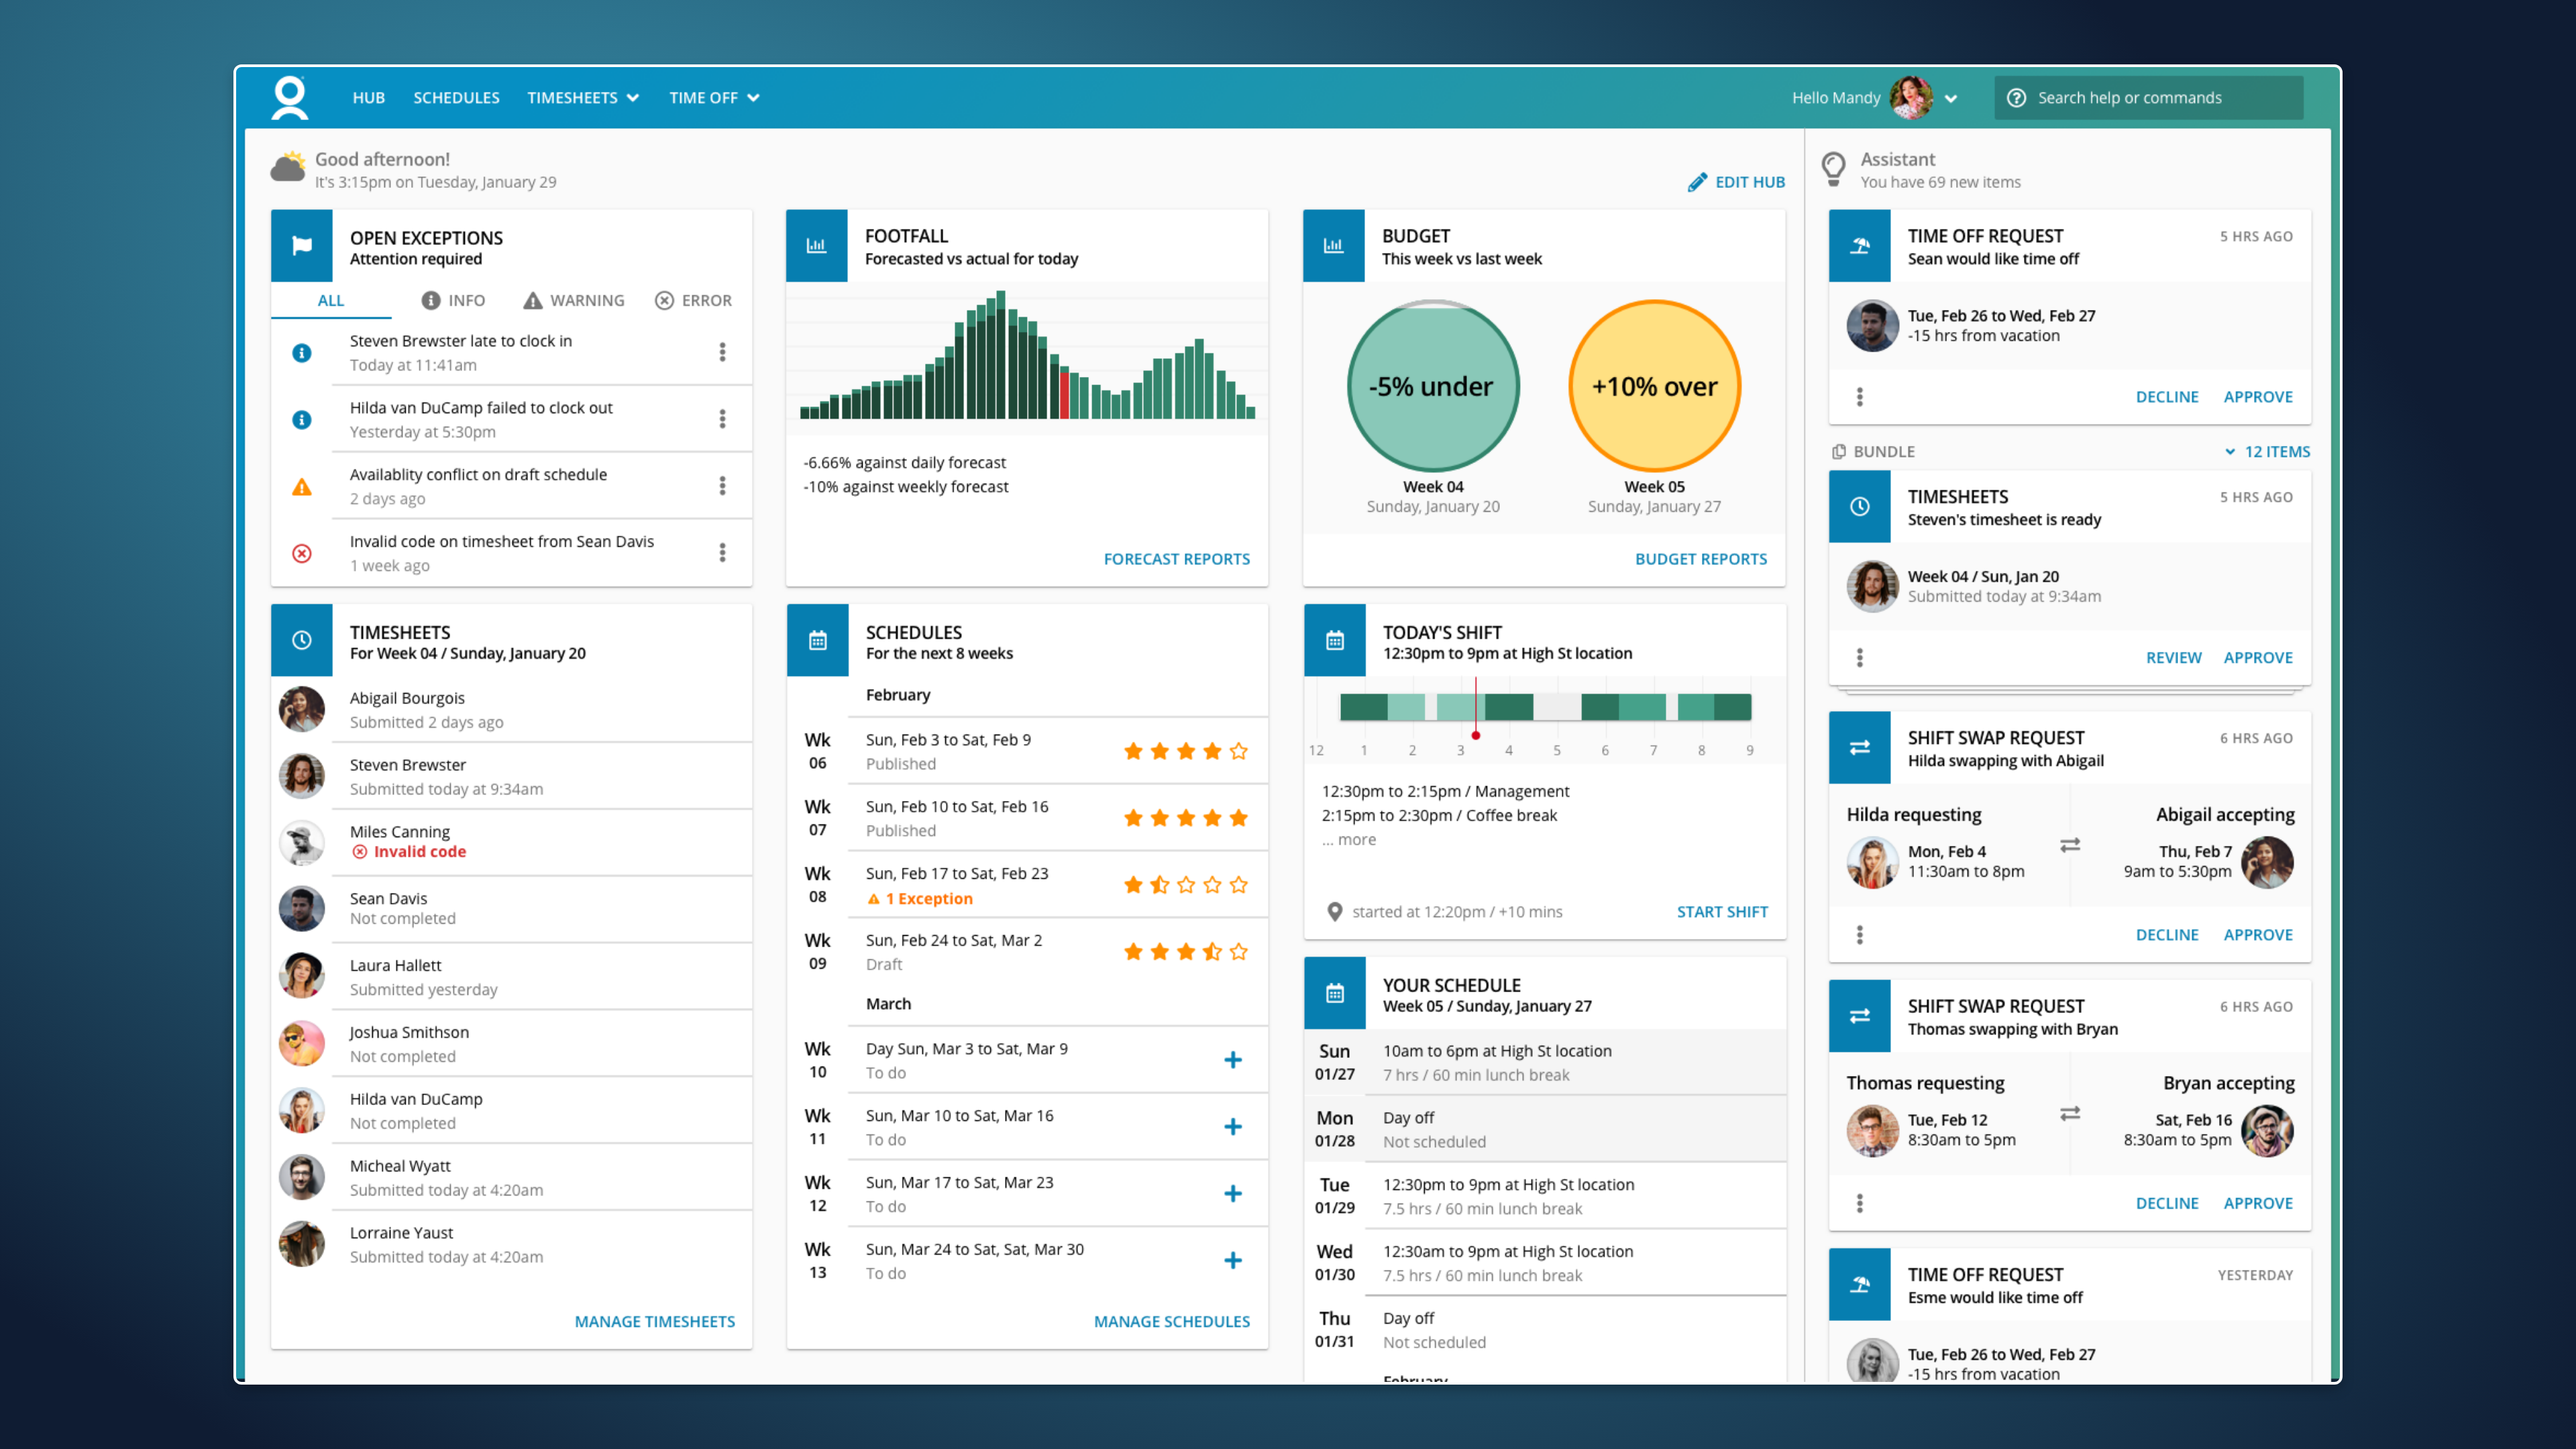 HUB SCHEDULES TIMESHEETS TIME OFF
Hello Mandy
Search help or commands
Good afternoon!
It's 3:15pm on Tuesday, January 29
EDIT HUB
OPEN EXCEPTIONS
Attention required
ALL INFO WARNING ERROR
Steven Brewster late to clock in
Today at 11:41am
Hilda van DuCamp failed to clock out
Yesterday at 5:30pm
Availablity conflict on draft schedule
2 days ago
Invalid code on timesheet from Sean Davis
1 week ago
FOOTFALL
Forecasted vs actual for today
-6.66% against daily forecast
-10% against weekly forecast
FORECAST REPORTS
BUDGET
This week vs last week
-5% under
+10% over
Week 04
Sunday, January 20
Week 05
Sunday, January 27
BUDGET REPORTS
TIMESHEETS
For Week 04 / Sunday, January 20
Abigail Bourgois
Submitted 2 days ago
Steven Brewster
Submitted today at 9:34am
Miles Canning
Invalid code
Sean Davis
Not completed
Laura Hallett
Submitted yesterday
Joshua Smithson
Not completed
Hilda van DuCamp
Not completed
Micheal Wyatt
Submitted today at 4:20am
Lorraine Yaust
Submitted today at 4:20am
MANAGE TIMESHEETS
SCHEDULES
For the next 8 weeks
February
Wk 06
Sun, Feb 3 to Sat, Feb 9
Published
Wk 07
Sun, Feb 10 to Sat, Feb 16
Published
Wk 08
Sun, Feb 17 to Sat, Feb 23
1 Exception
Wk 09
Sun, Feb 24 to Sat, Mar 2
Draft
March
Wk 10
Day Sun, Mar 3 to Sat, Mar 9
To do
Wk 11
Sun, Mar 10 to Sat, Mar 16
To do
Wk 12
Sun, Mar 17 to Sat, Mar 23
To do
Wk 13
Sun, Mar 24 to Sat, Sat, Mar 30
To do
MANAGE SCHEDULES
TODAY'S SHIFT
12:30pm to 9pm at High St location
12 1 2 3 4 5 6 7 8 9
12:30pm to 2:15pm / Management
2:15pm to 2:30pm / Coffee break
... more
started at 12:20pm / +10 mins
START SHIFT
YOUR SCHEDULE
Week 05 / Sunday, January 27
Sun 01/27
10am to 6pm at High St location
7 hrs / 60 min lunch break
Mon 01/28
Day off
Not scheduled
Tue 01/29
12:30pm to 9pm at High St location
7.5 hrs / 60 min lunch break
Wed 01/30
12:30am to 9pm at High St location
7.5 hrs / 60 min lunch break
Thu 01/31
Day off
Not scheduled
February
Assistant
You have 69 new items
TIME OFF REQUEST
5 HRS AGO
Sean would like time off
Tue, Feb 26 to Wed, Feb 27
-15 hrs from vacation
DECLINE APPROVE
BUNDLE
12 ITEMS
TIMESHEETS
5 HRS AGO
Steven's timesheet is ready
Week 04 / Sun, Jan 20
Submitted today at 9:34am
REVIEW APPROVE
SHIFT SWAP REQUEST
6 HRS AGO
Hilda swapping with Abigail
Hilda requesting
Mon, Feb 4
11:30am to 8pm
Abigail accepting
Thu, Feb 7
9am to 5:30pm
DECLINE APPROVE
SHIFT SWAP REQUEST
6 HRS AGO
Thomas swapping with Bryan
Thomas requesting
Tue, Feb 12
8:30am to 5pm
Bryan accepting
Sat, Feb 16
8:30am to 5pm
DECLINE APPROVE
TIME OFF REQUEST
YESTERDAY
Esme would like time off
Tue, Feb 26 to Wed, Feb 27
-15 hrs from vacation